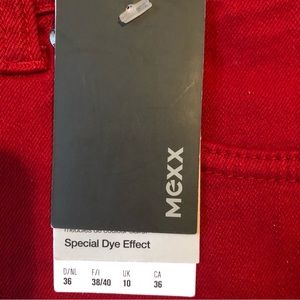 MEXX
Special Dye Effect
D/NL F/I UK CA
36 38/40 10 36